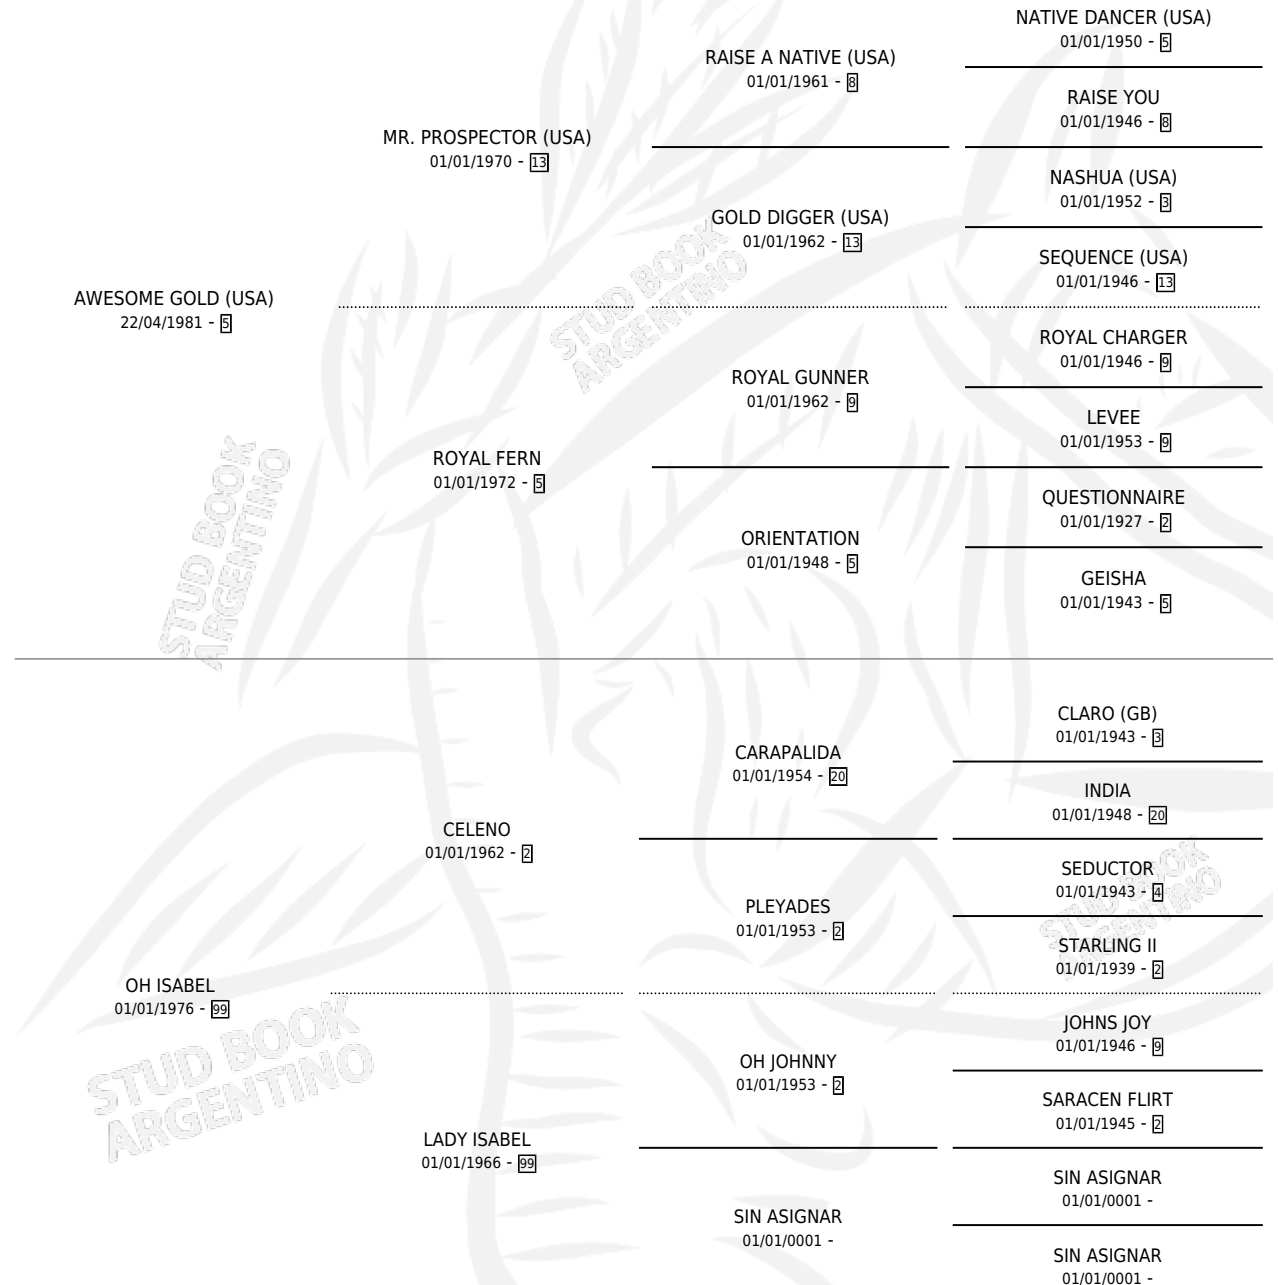 NATIVE DANCER (USA)
01/01/1950 - 5
RAISE A NATIVE (USA)
01/01/1961 - 8
RAISE YOU
01/01/1946 - 8
MR. PROSPECTOR (USA)
01/01/1970 - 13
NASHUA (USA)
01/01/1952 - 3
GOLD DIGGER (USA)
01/01/1962 - 13
SEQUENCE (USA)
01/01/1946 - 13
AWESOME GOLD (USA)
22/04/1981 - 5
STUD BOOK
ARGENTINO
ROYAL CHARGER
01/01/1946 - 9
ROYAL GUNNER
01/01/1962 - 9
LEVEE
01/01/1953 - 9
ROYAL FERN
01/01/1972 - 5
QUESTIONNAIRE
01/01/1927 - 2
ORIENTATION
01/01/1948 - 5
GEISHA
01/01/1943 - 5
STUD BOOK
ARGENTINO
CLARO (GB)
01/01/1943 - 3
CARAPALIDA
01/01/1954 - 20
INDIA
01/01/1948 - 20
CELENO
01/01/1962 - 2
SEDUCTOR
01/01/1943 - 4
PLEYADES
01/01/1953 - 2
STARLING II
01/01/1939 - 2
STUD BOOK
ARGENTINO
OH ISABEL
01/01/1976 - 99
JOHNS JOY
01/01/1946 - 9
OH JOHNNY
01/01/1953 - 2
SARACEN FLIRT
01/01/1945 - 2
STUD BOOK
ARGENTINO
LADY ISABEL
01/01/1966 - 99
SIN ASIGNAR
01/01/0001 -
SIN ASIGNAR
01/01/0001 -
SIN ASIGNAR
01/01/0001 -